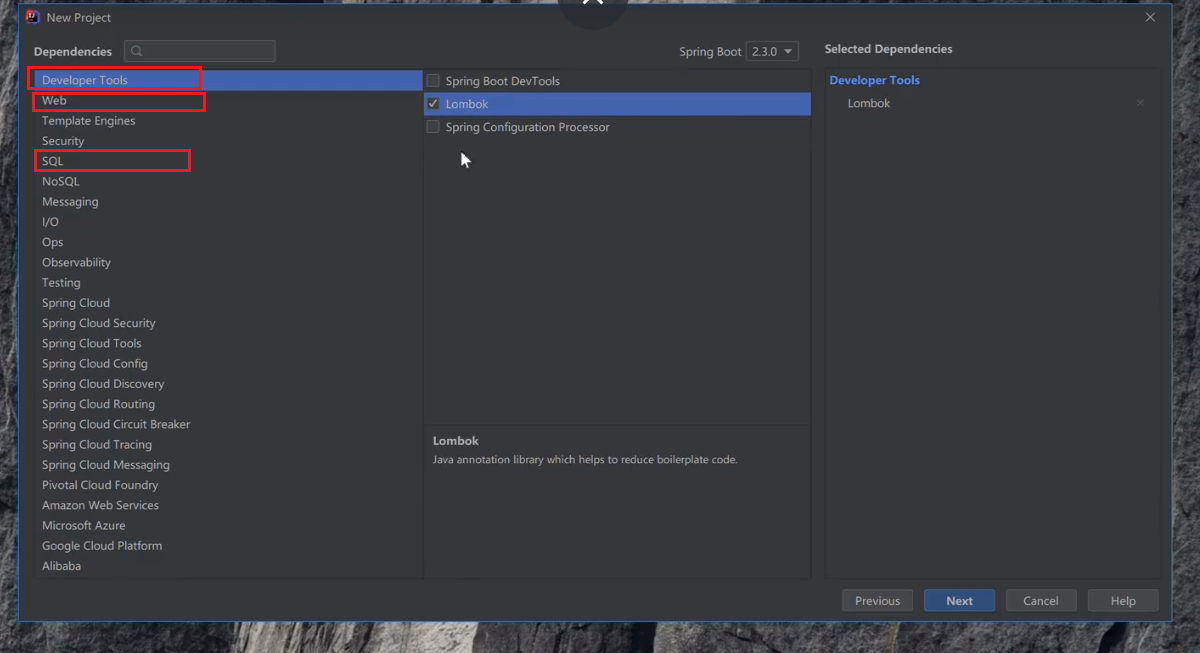 New Project
Dependencies
Spring Boot 2.3.0
Selected Dependencies
Developer Tools
Web
Template Engines
Security
SQL
NoSQL
Messaging
I/O
Ops
Observability
Testing
Spring Cloud
Spring Cloud Security
Spring Cloud Tools
Spring Cloud Config
Spring Cloud Discovery
Spring Cloud Routing
Spring Cloud Circuit Breaker
Spring Cloud Tracing
Spring Cloud Messaging
Pivotal Cloud Foundry
Amazon Web Services
Microsoft Azure
Google Cloud Platform
Alibaba
Spring Boot DevTools
Lombok
Spring Configuration Processor
Lombok
Java annotation library which helps to reduce boilerplate code.
Developer Tools
Lombok
Previous
Next
Cancel
Help